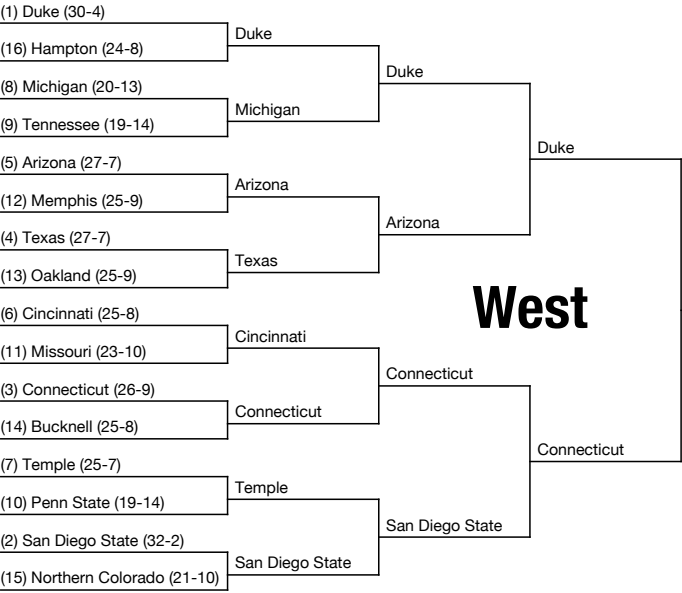 (1) Duke (30-4)
(16) Hampton (24-8)
(8) Michigan (20-13)
(9) Tennessee (19-14)
(5) Arizona (27-7)
(12) Memphis (25-9)
(4) Texas (27-7)
(13) Oakland (25-9)
(6) Cincinnati (25-8)
(11) Missouri (23-10)
(3) Connecticut (26-9)
(14) Bucknell (25-8)
(7) Temple (25-7)
(10) Penn State (19-14)
(2) San Diego State (32-2)
(15) Northern Colorado (21-10)
Duke
Michigan
Arizona
Texas
Cincinnati
Connecticut
Temple
San Diego State
Duke
Arizona
Connecticut
San Diego State
Duke
Connecticut
West